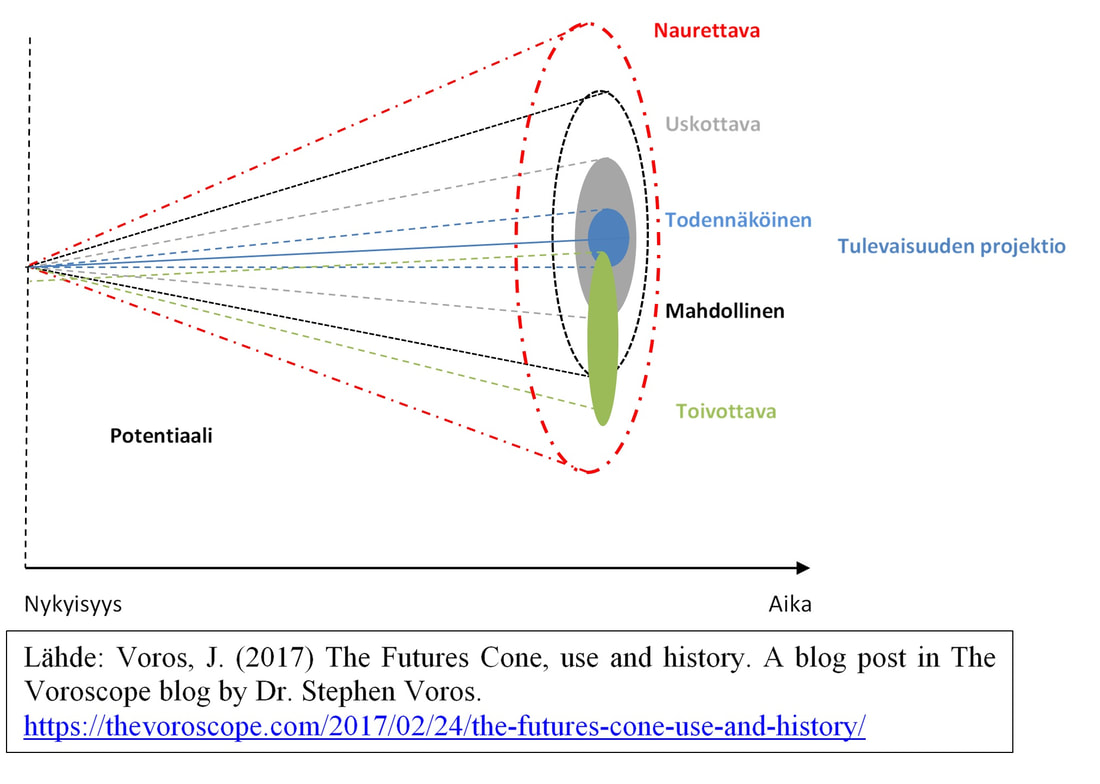 Naurettava
Uskottava
Todennäköinen
Tulevaisuuden projektio
Mahdollinen
Toivottava
Potentiaali
Nykyisyys
Aika
Lähde: Voros, J. (2017) The Futures Cone, use and history. A blog post in The
Voroscope blog by Dr. Stephen Voros.
https://thevoroscope.com/2017/02/24/the-futures-cone-use-and-history/